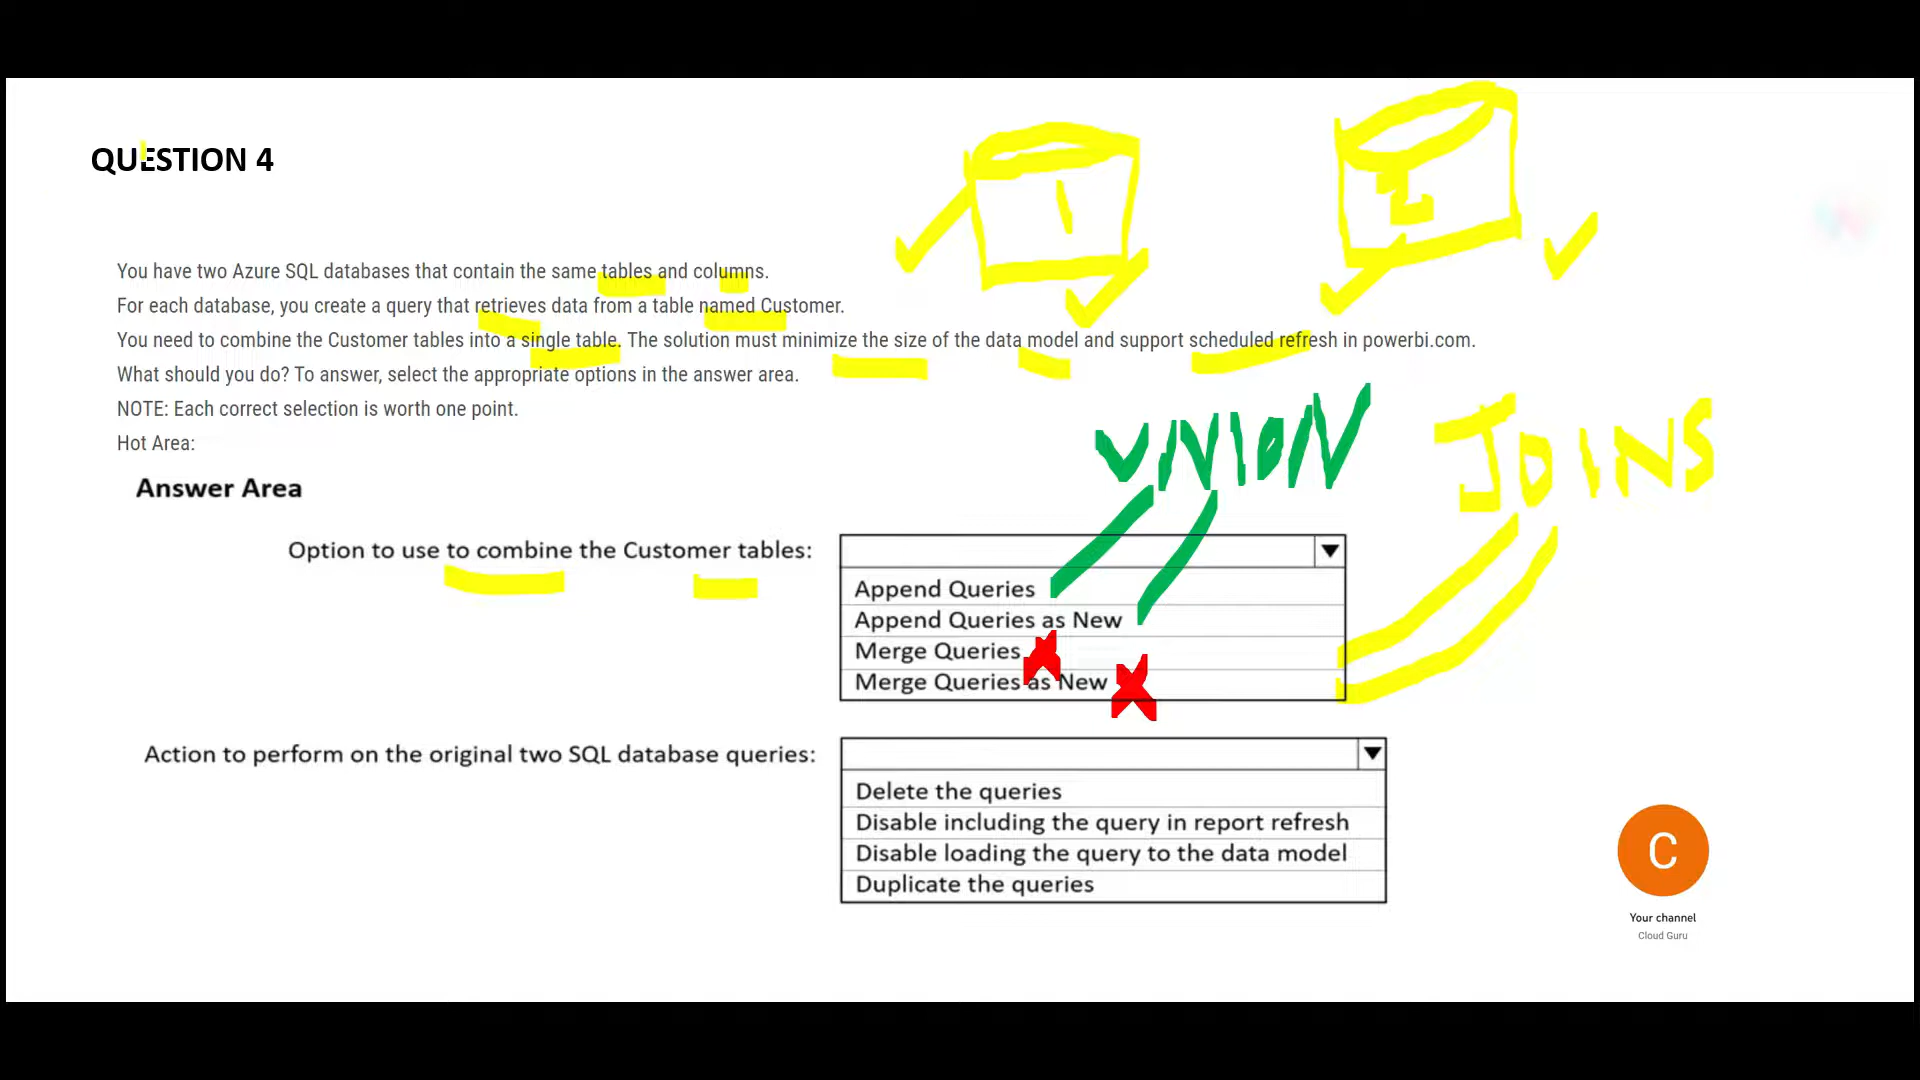 QUESTION 4
1
2
You have two Azure SQL databases that contain the same tables and columns.
For each database, you create a query that retrieves data from a table named Customer.
You need to combine the Customer tables into a single table. The solution must minimize the size of the data model and support scheduled refresh in powerbi.com.
What should you do? To answer, select the appropriate options in the answer area.
NOTE: Each correct selection is worth one point.
Hot Area:
UNION
JOINS
Answer Area
Option to use to combine the Customer tables:
Append Queries
Append Queries as New
Merge Queries
Merge Queries as New
Action to perform on the original two SQL database queries:
Delete the queries
Disable including the query in report refresh
Disable loading the query to the data model
Duplicate the queries
C
Your channel
Cloud Guru